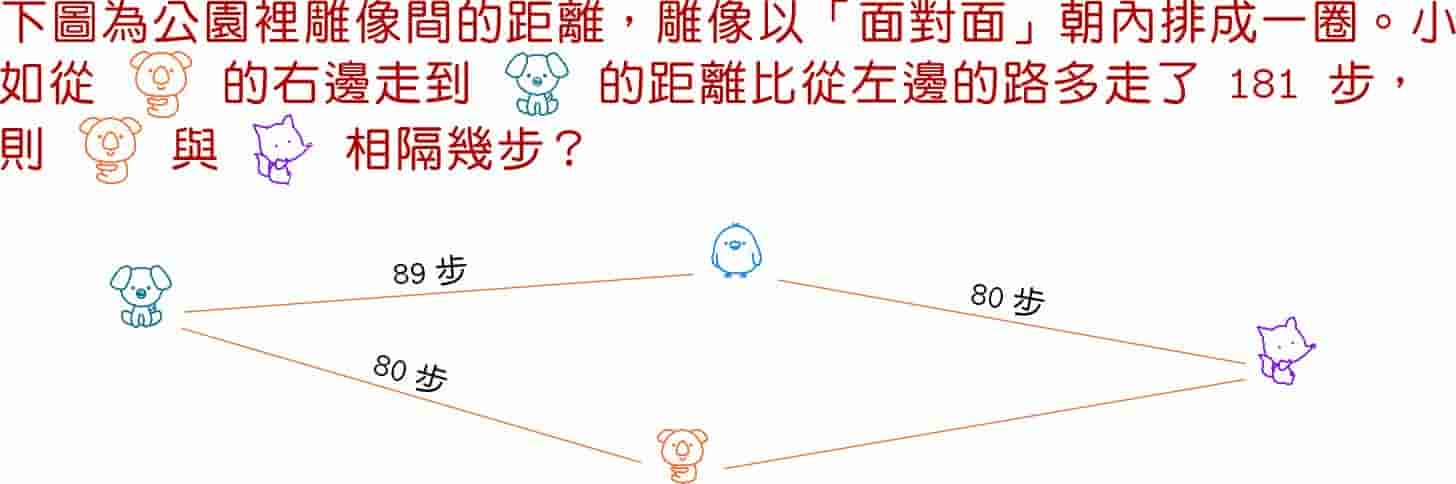 下圖為公園裡雕像間的距離，雕像以「面對面」朝內排成一圈。小
如從 的右邊走到 的距離比從左邊的路多走了 181 步，
則 與 相隔幾步？
89 步
80 步
80 步